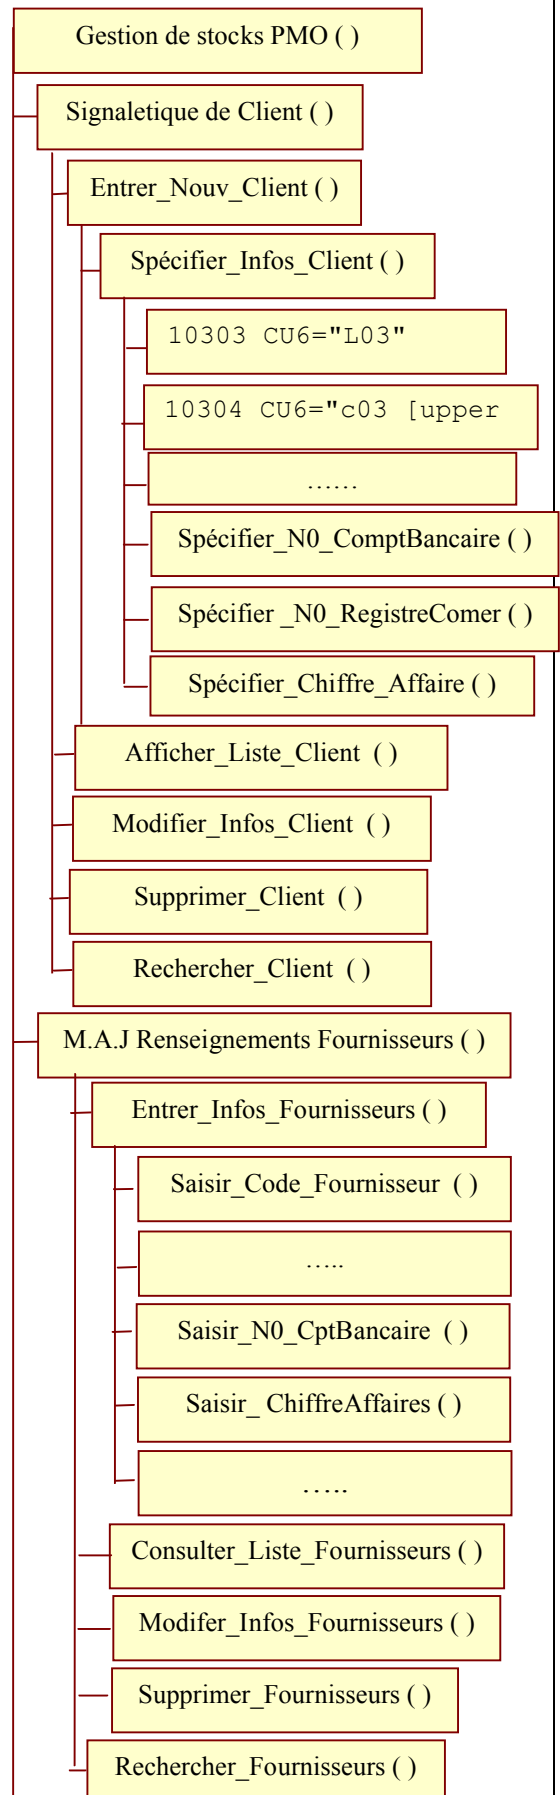 Gestion de stocks PMO ( )
Signaletique de Client ( )
Entrer_Nouv_Client ( )
Spécifier_Infos_Client ( )
10303 CU6="L03"
10304 CU6="c03 [upper
......
Spécifier_N0_ComptBancaire ( )
Spécifier _N0_RegistreComer ( )
Spécifier_Chiffre_Affaire ( )
Afficher_Liste_Client ( )
Modifier_Infos_Client ( )
Supprimer_Client ( )
Rechercher_Client ( )
M.A.J Renseignements Fournisseurs ( )
Entrer_Infos_Fournisseurs ( )
Saisir_Code_Fournisseur ( )
.....
Saisir_N0_CptBancaire ( )
Saisir_ ChiffreAffaires ( )
.....
Consulter_Liste_Fournisseurs ( )
Modifer_Infos_Fournisseurs ( )
Supprimer_Fournisseurs ( )
Rechercher_Fournisseurs ( )